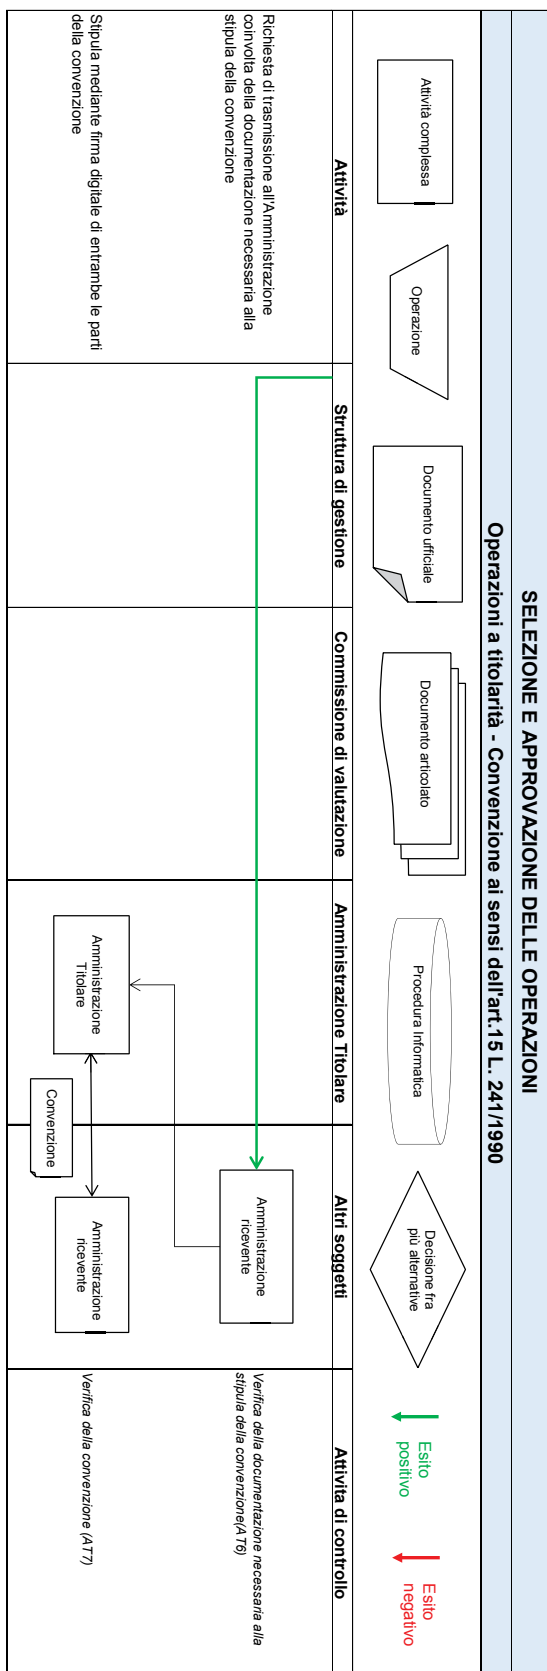 SELEZIONE E APPROVAZIONE DELLE OPERAZIONI
Operazioni a titolarità - Convenzione ai sensi dell'art.15 L. 241/1990
Attività complessa
Operazione
Documento ufficiale
Documento articolato
Procedura Informatica
Decisione fra
più alternative
Esito
positivo
Esito
negativo
Attività
Struttura di gestione
Commissione di valutazione
Amministrazione Titolare
Altri soggetti
Attivita di controllo
Richiesta di trasmissione all'Amministrazione
coinvolta della documentazione necessaria alla
stipula della convenzione
Amministrazione
ricevente
Verifica della documentazione necessaria alla
stipula della convenzione(AT6)
Stipula mediante firma digitale di entrambe le parti
della convenzione
Amministrazione
Titolare
Convenzione
Amministrazione
ricevente
Verifica della convenzione (AT7)